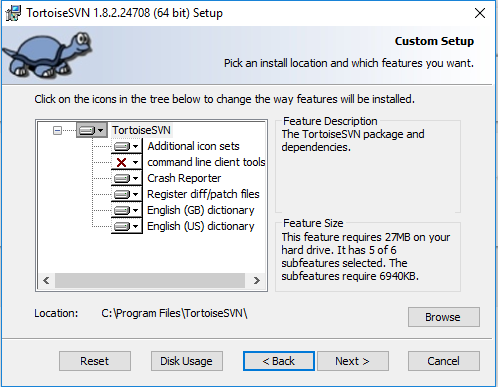 TortoiseSVN 1.8.2.24708 (64 bit) Setup
Custom Setup
Pick an install location and which features you want.
Click on the icons in the tree below to change the way features will be installed.
TortoiseSVN
Additional icon sets
command line client tools
Crash Reporter
Register diff/patch files
English (GB) dictionary
English (US) dictionary
Feature Description
The TortoiseSVN package and
dependencies.
Feature Size
This feature requires 27MB on your
hard drive. It has 5 of 6
subfeatures selected. The
subfeatures require 6940KB.
Location: C:\Program Files\TortoiseSVN\
Browse
Reset Disk Usage < Back Next > Cancel